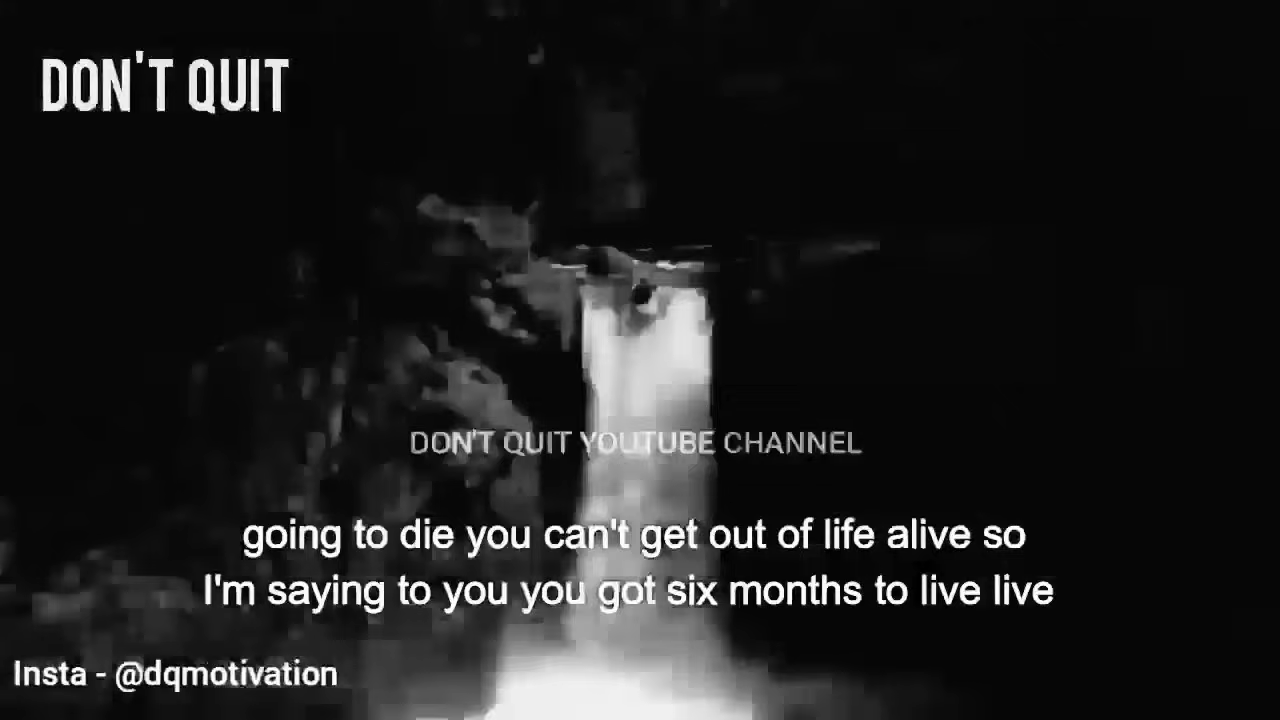 DON'T QUIT
DON'T QUIT YOUTUBE CHANNEL
going to die you can't get out of life alive so
I'm saying to you you got six months to live live
Insta - @dqmotivation